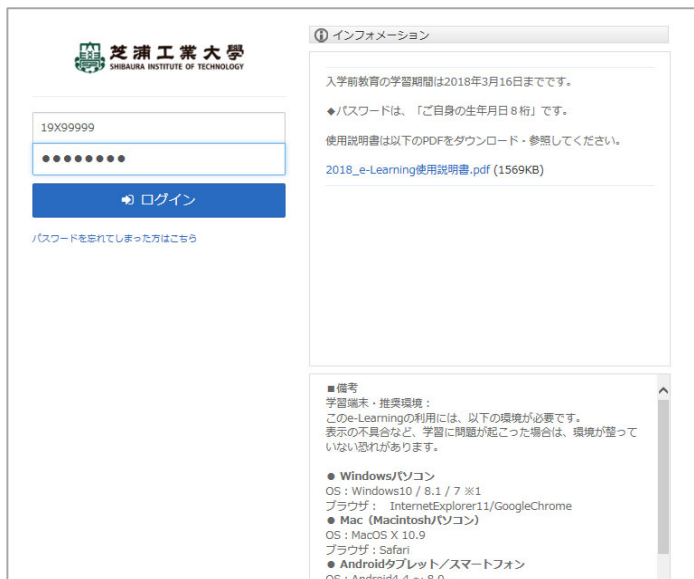 芝浦工業大學
SHIBAURA INSTITUTE OF TECHNOLOGY
19X99999
●●●●●●●●
ログイン
パスワードを忘れてしまった方はこちら
インフォメーション
入学前教育の学習期間は2018年3月16日までです。
◆パスワードは、「ご自身の生年月日８桁」です。
使用説明書は以下のPDFをダウンロード・参照してください。
2018_e-Learning使用説明書.pdf (1569KB)
■備考
学習端末・推奨環境：
このe-Learningの利用には、以下の環境が必要です。
表示の不具合など、学習に問題が起こった場合は、環境が整って
いない恐れがあります。
● Windowsパソコン
OS：Windows10 / 8.1 / 7 ※1
ブラウザ： InternetExplorer11/GoogleChrome
● Mac（Macintoshパソコン）
OS：MacOS X 10.9
ブラウザ：Safari
● Androidタブレット／スマートフォン
OS：Android4.4 ～ 8.0